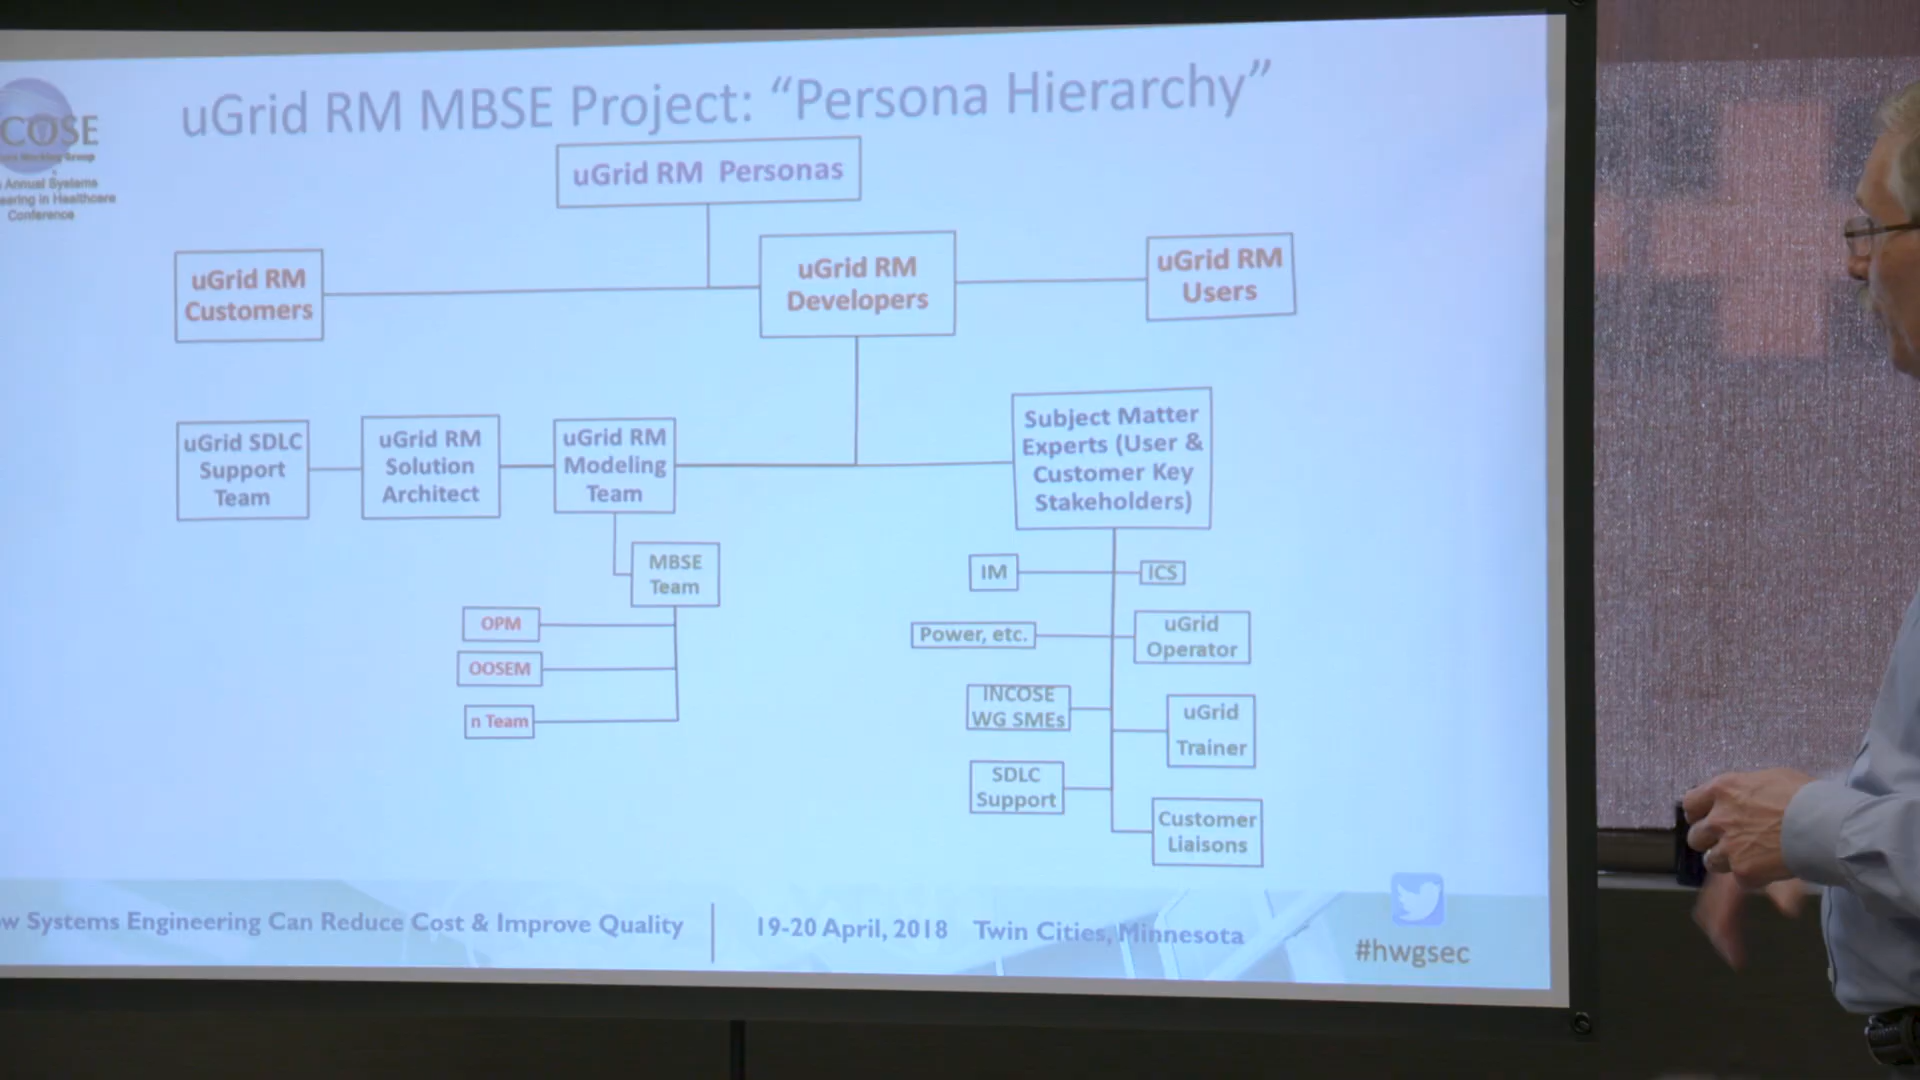 uGrid RM MBSE Project: “Persona Hierarchy”
COSE
Annual Systems
eering in Healthcare
Conference
uGrid RM Personas
uGrid RM
Customers
uGrid RM
Developers
uGrid RM
Users
uGrid SDLC
Support
Team
uGrid RM
Solution
Architect
uGrid RM
Modeling
Team
Subject Matter
Experts (User &
Customer Key
Stakeholders)
MBSE
Team
OPM
OOSEM
n Team
IM
ICS
Power, etc.
uGrid
Operator
INCOSE
WG SMEs
uGrid
Trainer
SDLC
Support
Customer
Liaisons
ow Systems Engineering Can Reduce Cost & Improve Quality
19-20 April, 2018 Twin Cities, Minnesota
#hwgsec